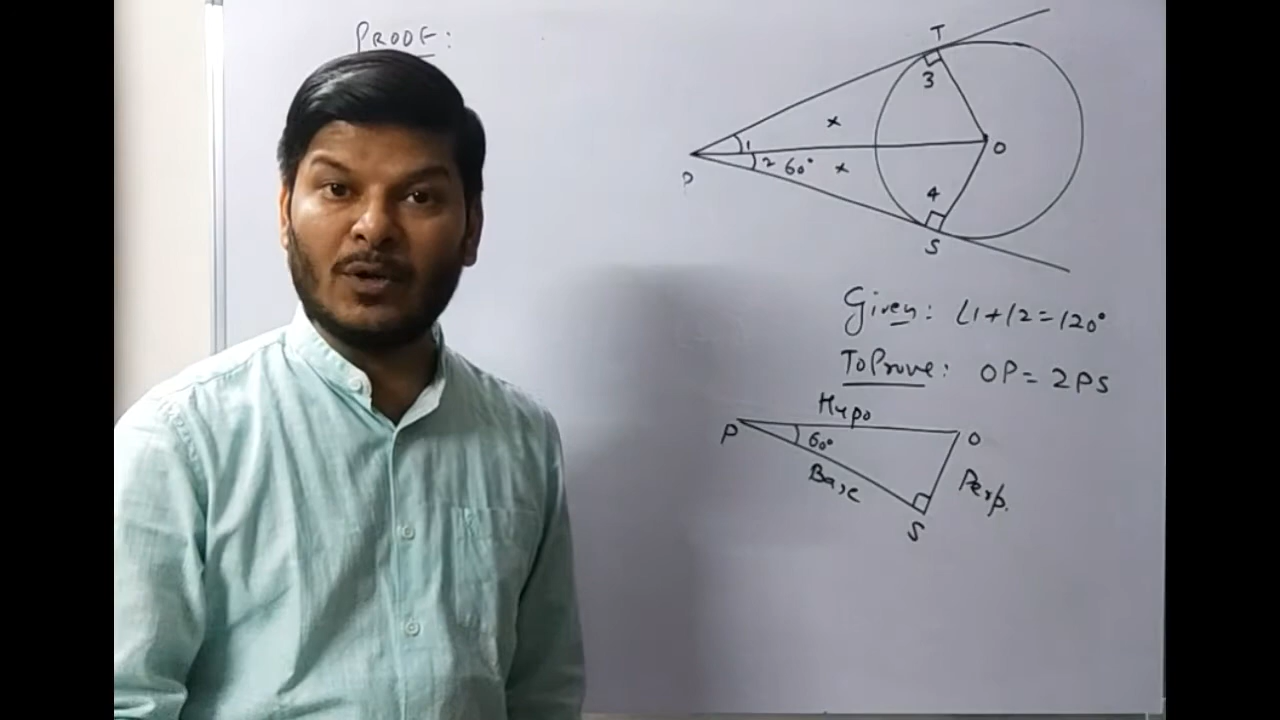 PROOF:
T
3
x
1
O
2 60° x
P
4
S
Given: ∠1+∠2=120°
To Prove: OP=2PS
Hypo
P
60°
O
Base
Perp.
S